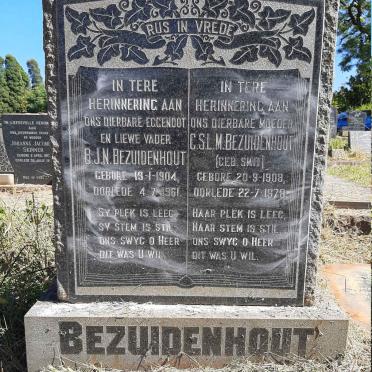 RUS IN VREDE
IN TERE
HERINNERING AAN
ONS DIERBARE EGGENOOT
EN LIEWE VADER
B.J.N. BEZUIDENHOUT
GEBORE 19-1-1904,
OORLEDE 4-7-1961
SY PLEK IS LEEG
SY STEM IS STIL
ONS SWYG O HEER
DIT WAS U WIL.
IN TERE
HERINNERING AAN
ONS DIERBARE MOEDER
C.S.L.M. BEZUIDENHOUT
(GEB. SMIT)
GEBORE 20-9-1908,
OORLEDE 22-7-1978
HAAR PLEK IS LEEG,
HAAR STEM IS STIL
ONS SWYG O HEER
DIT WAS U WIL.
BEZUIDENHOUT